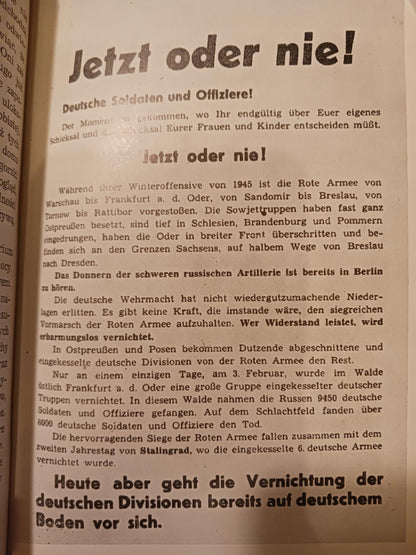 Jetzt oder nie!
Deutsche Soldaten und Offiziere!
Der Moment ist gekommen, wo Ihr endgültig über Euer eigenes
Schicksal und das Schicksal Eurer Frauen und Kinder entscheiden müßt.
Jetzt oder nie!
Während ihrer Winteroffensive von 1945 ist die Rote Armee von
Warschau bis Frankfurt a. d. Oder, von Sandomir bis Breslau, von
Tarnow bis Rattibor vorgestoßen. Die Sowjettruppen haben fast ganz
Ostpreußen besetzt, sind tief in Schlesien, Brandenburg und Pommern
eingedrungen, haben die Oder in breiter Front überschritten und be-
finden sich an den Grenzen Sachsens, auf halbem Wege von Breslau
nach Dresden.
Das Donnern der schweren russischen Artillerie ist bereits in Berlin
zu hören.
Die deutsche Wehrmacht hat nicht wiedergutzumachende Nieder-
lagen erlitten. Es gibt keine Kraft, die imstande wäre, den siegreichen
Vormarsch der Roten Armee aufzuhalten. Wer Widerstand leistet, wird
erbarmungslos vernichtet.
In Ostpreußen und Posen bekommen Dutzende abgeschnittene und
eingekesselte deutsche Divisionen von der Roten Armee den Rest.
Nur an einem einzigen Tage, am 3. Februar, wurde im Walde
östlich Frankfurt a. d. Oder eine große Gruppe eingekesselter deutscher
Truppen vernichtet. In diesem Walde nahmen die Russen 9450 deutsche
Soldaten und Offiziere gefangen. Auf dem Schlachtfeld fanden über
8000 deutsche Soldaten und Offiziere den Tod.
Die hervorragenden Siege der Roten Armee fallen zusammen mit dem
zweiten Jahrestag von Stalingrad, wo die eingekesselte 6. deutsche Armee
vernichtet wurde.
Heute aber geht die Vernichtung der
deutschen Divisionen bereits auf deutschem
Boden vor sich.